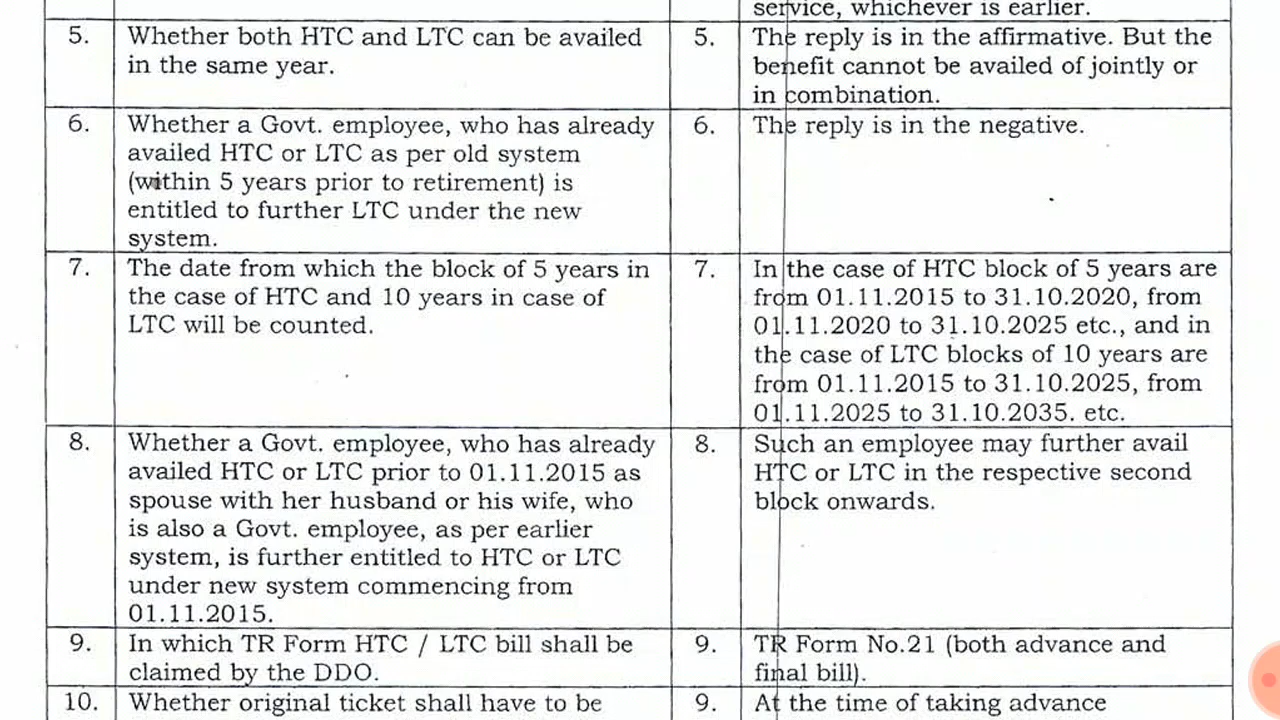 service, whichever is earlier.
5. Whether both HTC and LTC can be availed
in the same year.
5. The reply is in the affirmative. But the
benefit cannot be availed of jointly or
in combination.
6. Whether a Govt. employee, who has already
availed HTC or LTC as per old system
(within 5 years prior to retirement) is
entitled to further LTC under the new
system.
6. The reply is in the negative.
7. The date from which the block of 5 years in
the case of HTC and 10 years in case of
LTC will be counted.
7. In the case of HTC block of 5 years are
from 01.11.2015 to 31.10.2020, from
01.11.2020 to 31.10.2025 etc., and in
the case of LTC blocks of 10 years are
from 01.11.2015 to 31.10.2025, from
01.11.2025 to 31.10.2035. etc.
8. Whether a Govt. employee, who has already
availed HTC or LTC prior to 01.11.2015 as
spouse with her husband or his wife, who
is also a Govt. employee, as per earlier
system, is further entitled to HTC or LTC
under new system commencing from
01.11.2015.
8. Such an employee may further avail
HTC or LTC in the respective second
block onwards.
9. In which TR Form HTC / LTC bill shall be
claimed by the DDO.
9. TR Form No.21 (both advance and
final bill).
10. Whether original ticket shall have to be
9. At the time of taking advance